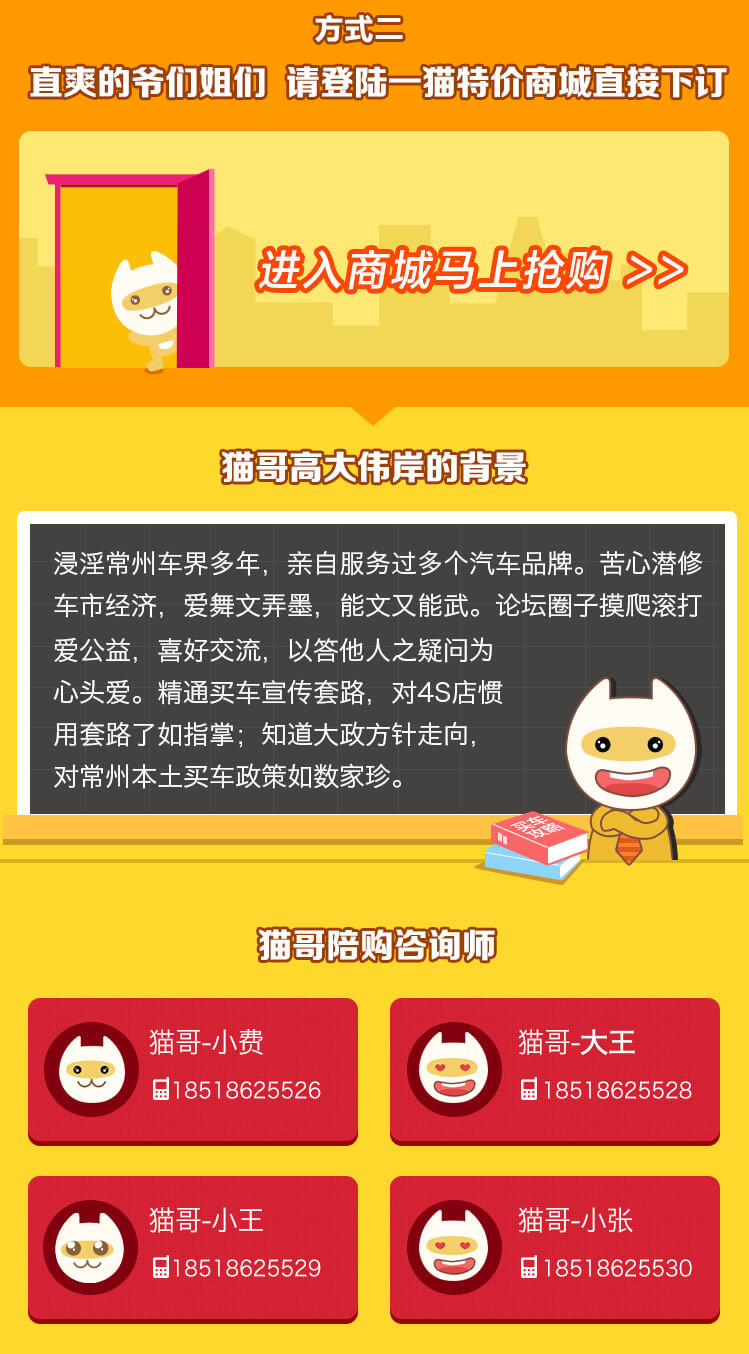 方式二
直爽的爷们姐们 请登陆一猫特价商城直接下订
进入商城马上抢购 >>
猫哥高大伟岸的背景
浸淫常州车界多年，亲自服务过多个汽车品牌。苦心潜修
车市经济，爱舞文弄墨，能文又能武。论坛圈子摸爬滚打
爱公益，喜好交流，以答他人之疑问为
心头爱。精通买车宣传套路，对4S店惯
用套路了如指掌；知道大政方针走向，
对常州本土买车政策如数家珍。
买车
攻略
猫哥陪购咨询师
猫哥-小费
18518625526
猫哥-大王
18518625528
猫哥-小王
18518625529
猫哥-小张
18518625530